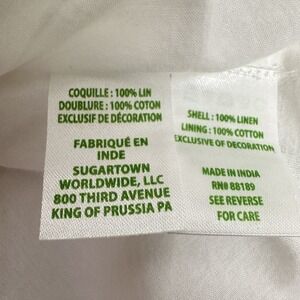 COQUILLE : 100% LIN
DOUBLURE : 100% COTON
EXCLUSIF DE DÉCORATION
FABRIQUÉ EN
INDE
SUGARTOWN
WORLDWIDE, LLC
800 THIRD AVENUE
KING OF PRUSSIA PA
SHELL : 100% LINEN
LINING : 100% COTTON
EXCLUSIVE OF DECORATION
MADE IN INDIA
RN# 88189
SEE REVERSE
FOR CARE